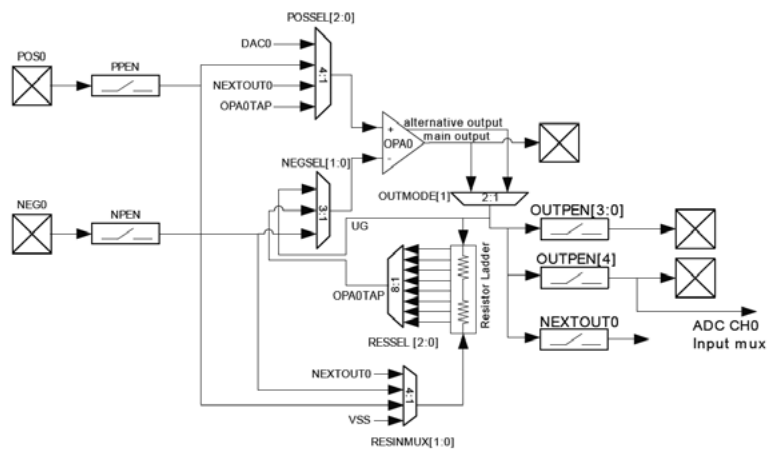 POSSEL[2:0]
DAC0
POS0
PPEN
4:1
NEXTOUT0
OPA0TAP
alternative output
+
OPA0
main output
-
NEGSEL[1:0]
OUTMODE[1]
2:1
NEG0
NPEN
3:1
UG
OUTPEN[3:0]
8:1
OPA0TAP
Resistor Ladder
OUTPEN[4]
RESSEL [2:0]
NEXTOUT0
ADC CH0
Input mux
NEXTOUT0
4:1
VSS
RESINMUX[1:0]